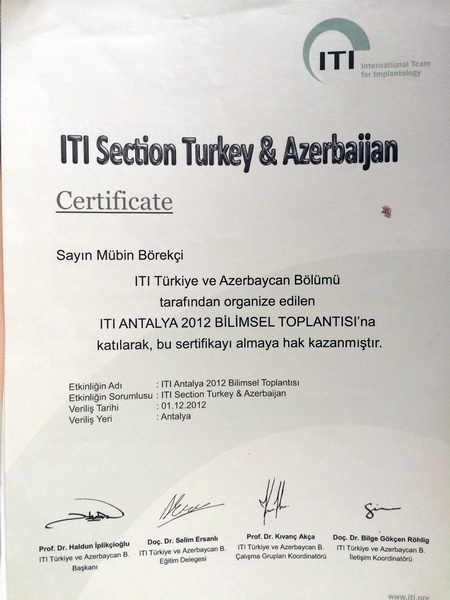 ITI
International Team
for Implantology
ITI Section Turkey & Azerbaijan
Certificate
Sayın Mübin Börekçi
ITI Türkiye ve Azerbaycan Bölümü
tarafından organize edilen
ITI ANTALYA 2012 BİLİMSEL TOPLANTISI'na
katılarak, bu sertifikayı almaya hak kazanmıştır.
Etkinliğin Adı : ITI Antalya 2012 Bilimsel Toplantısı
Etkinliğin Sorumlusu : ITI Section Turkey & Azerbaijan
Veriliş Tarihi : 01.12.2012
Veriliş Yeri : Antalya
Prof. Dr. Haldun İplikçioğlu
ITI Türkiye ve Azerbaycan B.
Başkanı
Doç. Dr. Selim Ersanlı
ITI Türkiye ve Azerbaycan B.
Eğitim Delegesi
Prof. Dr. Kıvanç Akça
ITI Türkiye ve Azerbaycan B.
Çalışma Grupları Koordinatörü
Doç. Dr. Bilge Gökçen Röhlig
ITI Türkiye ve Azerbaycan B.
İletişim Koordinatörü
www.iti.org